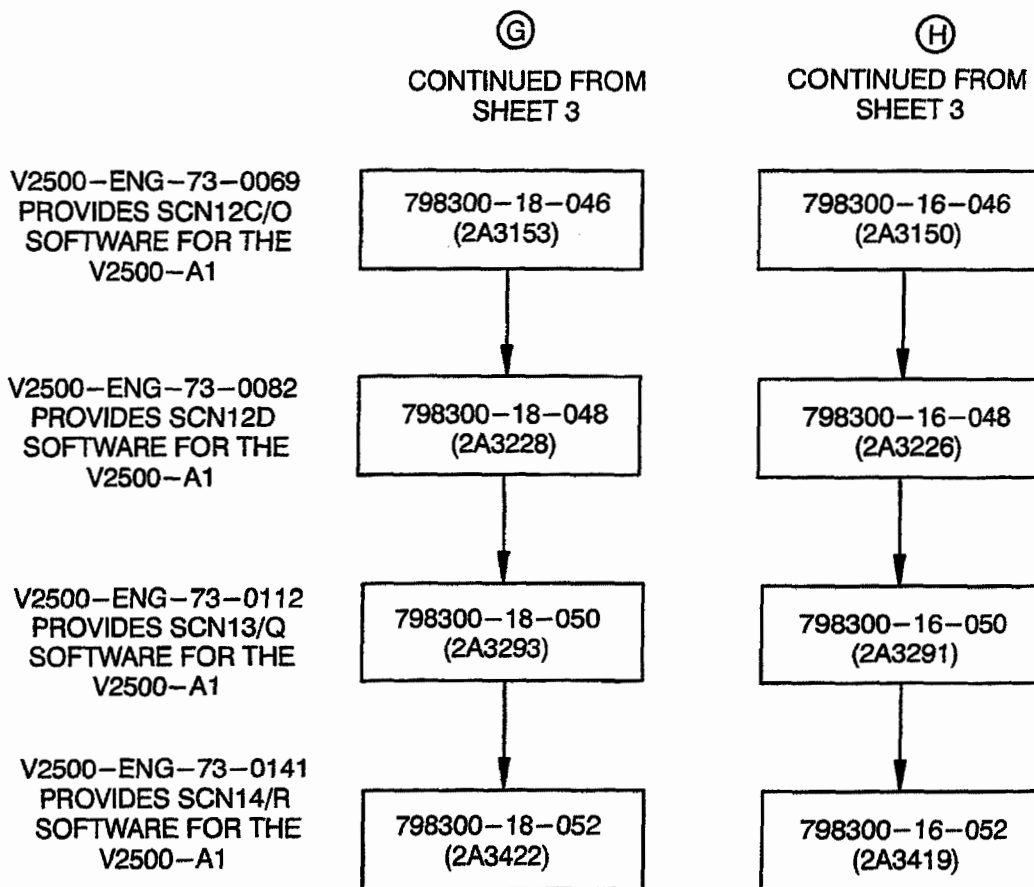 G
CONTINUED FROM
SHEET 3
H
CONTINUED FROM
SHEET 3
V2500-ENG-73-0069
PROVIDES SCN12C/O
SOFTWARE FOR THE
V2500-A1
798300-18-046
(2A3153)
798300-16-046
(2A3150)
V2500-ENG-73-0082
PROVIDES SCN12D
SOFTWARE FOR THE
V2500-A1
798300-18-048
(2A3228)
798300-16-048
(2A3226)
V2500-ENG-73-0112
PROVIDES SCN13/Q
SOFTWARE FOR THE
V2500-A1
798300-18-050
(2A3293)
798300-16-050
(2A3291)
V2500-ENG-73-0141
PROVIDES SCN14/R
SOFTWARE FOR THE
V2500-A1
798300-18-052
(2A3422)
798300-16-052
(2A3419)